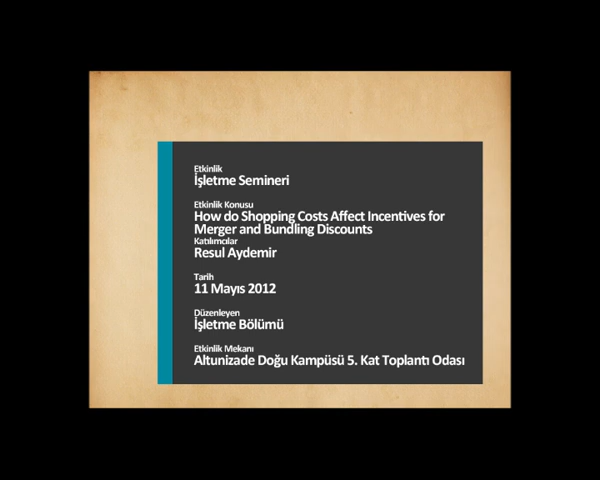 Etkinlik
İşletme Semineri
Etkinlik Konusu
How do Shopping Costs Affect Incentives for
Merger and Bundling Discounts
Katılımcılar
Resul Aydemir
Tarih
11 Mayıs 2012
Düzenleyen
İşletme Bölümü
Etkinlik Mekanı
Altunizade Doğu Kampüsü 5. Kat Toplantı Odası